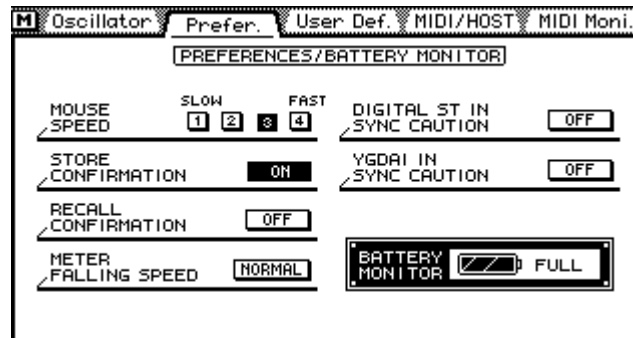 M Oscillator Prefer. User Def. MIDI/HOST MIDI Moni.
PREFERENCES/BATTERY MONITOR
MOUSE SPEED
SLOW FAST
1 2 3 4
STORE CONFIRMATION
ON
RECALL CONFIRMATION
OFF
METER FALLING SPEED
NORMAL
DIGITAL ST IN SYNC CAUTION
OFF
YGDAI IN SYNC CAUTION
OFF
BATTERY MONITOR
FULL